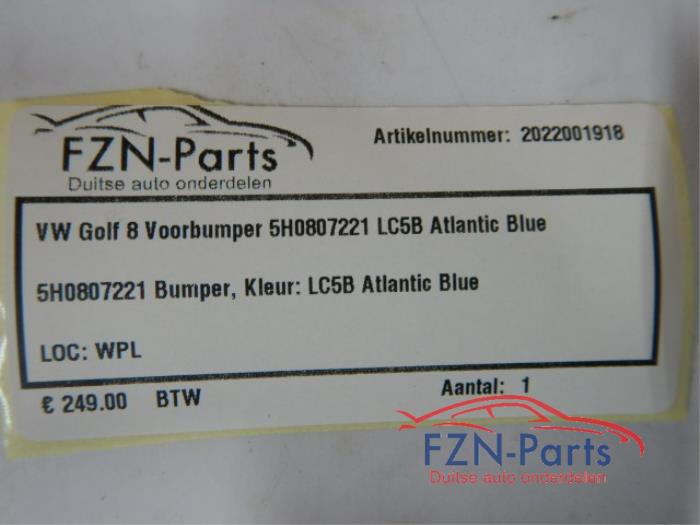 FZN-Parts
Duitse auto onderdelen
Artikelnummer: 2022001918
VW Golf 8 Voorbumper 5H0807221 LC5B Atlantic Blue
5H0807221 Bumper, Kleur: LC5B Atlantic Blue
LOC: WPL
€ 249.00 BTW
Aantal: 1
FZN-Parts
Duitse auto onderdelen